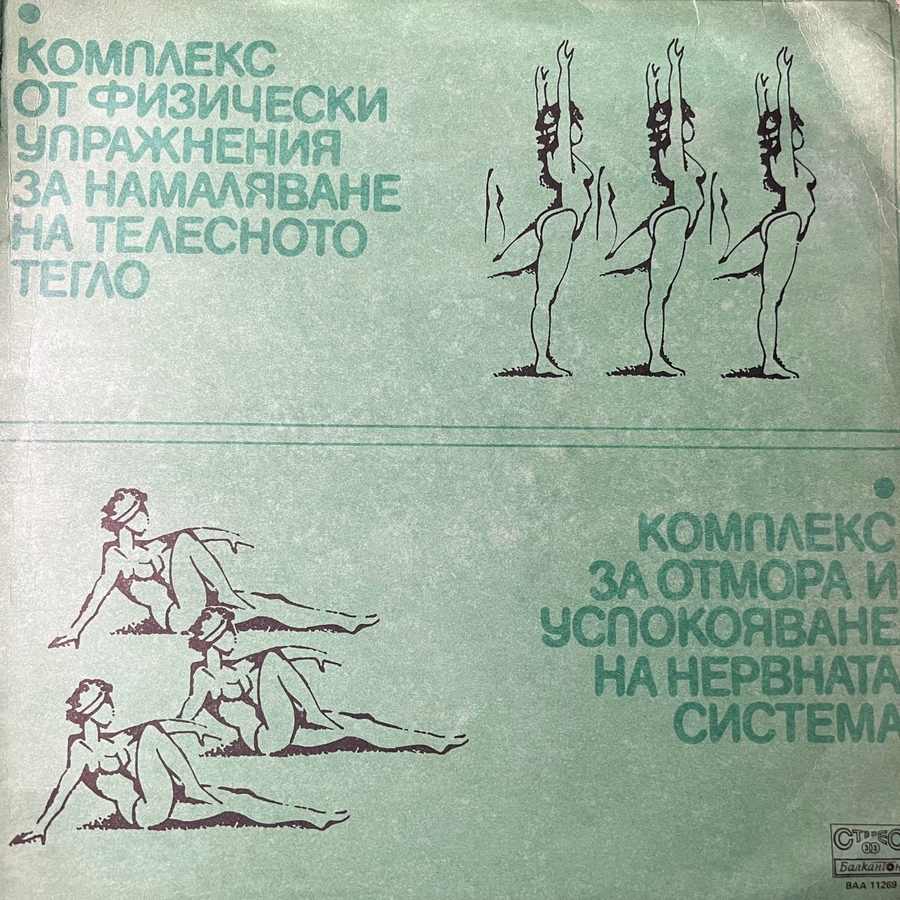 КОМПЛЕКС
ОТ ФИЗИЧЕСКИ
УПРАЖНЕНИЯ
ЗА НАМАЛЯВАНЕ
НА ТЕЛЕСНОТО
ТЕГЛО
КОМПЛЕКС
ЗА ОТМОРА И
УСПОКОЯВАНЕ
НА НЕРВНАТА
СИСТЕМА
СТЕРЕО
33
Балкантон
ВАА 11269